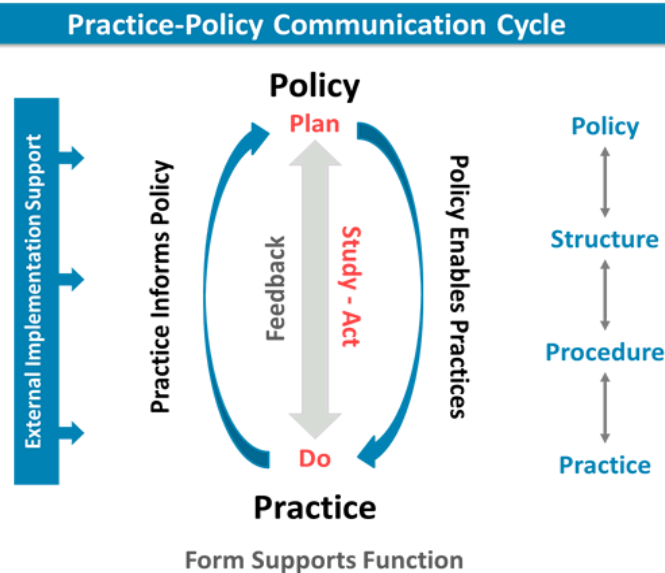 Practice-Policy Communication Cycle
External Implementation Support
Practice Informs Policy
Policy
Plan
Feedback
Study - Act
Do
Practice
Policy Enables Practices
Policy
Structure
Procedure
Practice
Form Supports Function